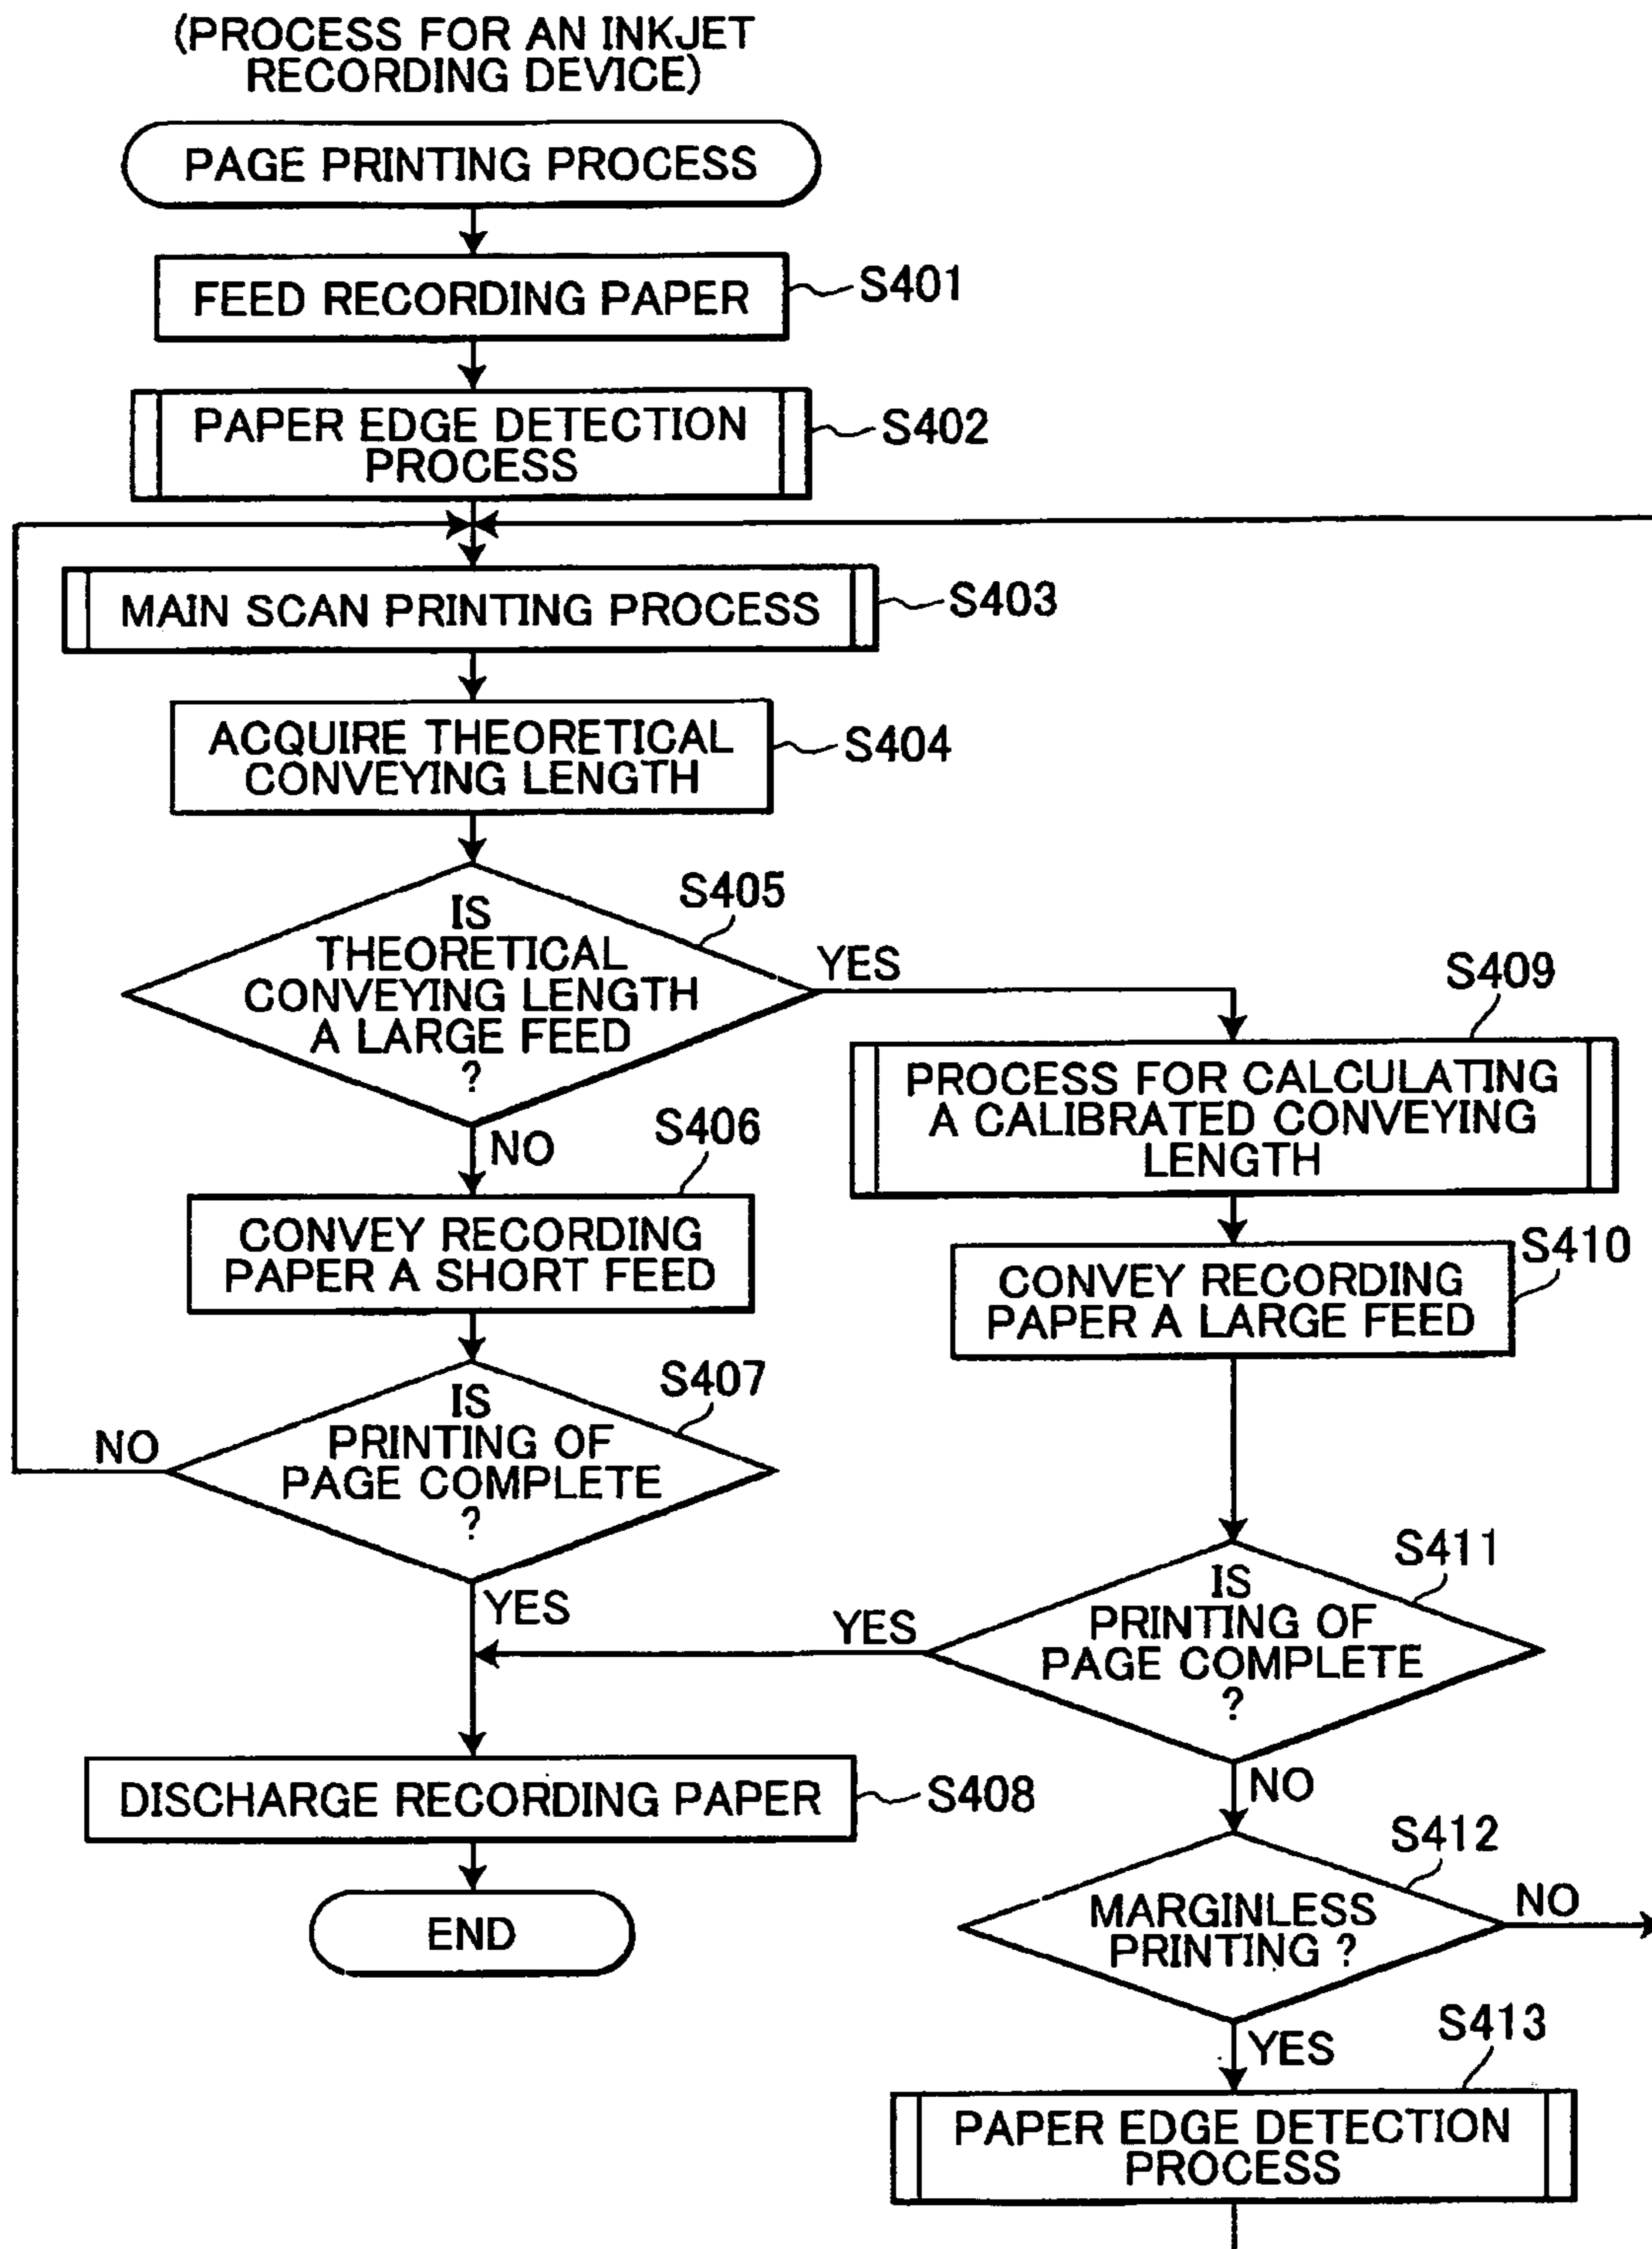 (PROCESS FOR AN INKJET
RECORDING DEVICE)
PAGE PRINTING PROCESS
FEED RECORDING PAPER
S401
PAPER EDGE DETECTION
PROCESS
S402
MAIN SCAN PRINTING PROCESS
S403
ACQUIRE THEORETICAL
CONVEYING LENGTH
S404
IS
THEORETICAL
CONVEYING LENGTH
A LARGE FEED
?
S405
YES
NO
S406
CONVEY RECORDING
PAPER A SHORT FEED
IS
PRINTING OF
PAGE COMPLETE
?
S407
NO
YES
DISCHARGE RECORDING PAPER
S408
END
S409
PROCESS FOR CALCULATING
A CALIBRATED CONVEYING
LENGTH
S410
CONVEY RECORDING
PAPER A LARGE FEED
S411
IS
PRINTING OF
PAGE COMPLETE
?
YES
NO
S412
MARGINLESS
PRINTING ?
NO
YES
S413
PAPER EDGE DETECTION
PROCESS